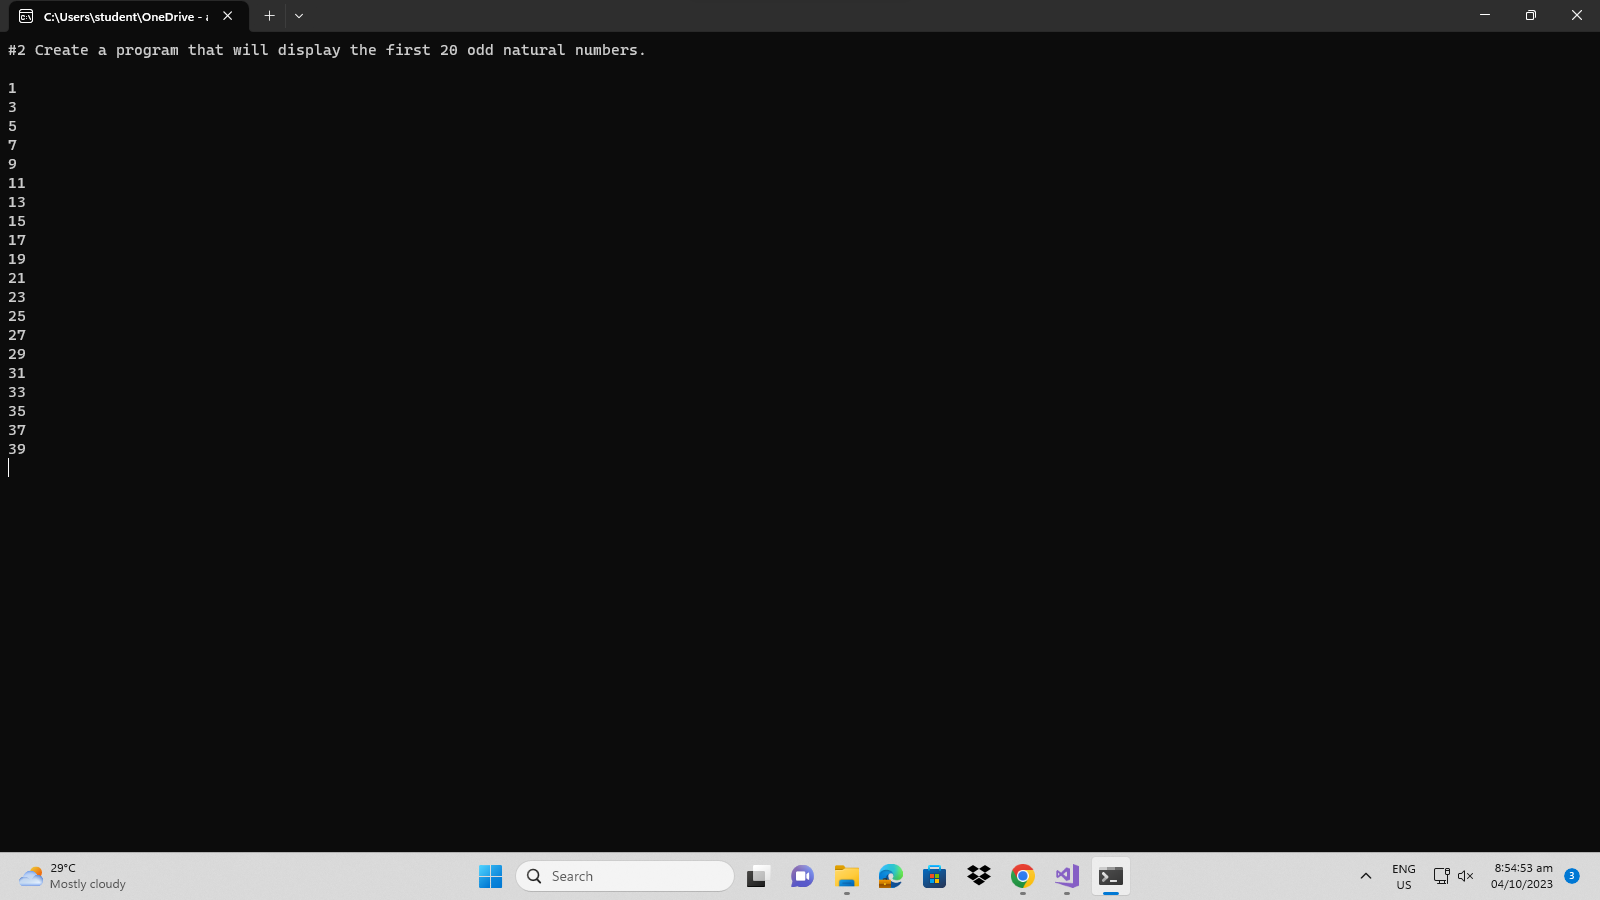 C:\Users\student\OneDrive - a
#2 Create a program that will display the first 20 odd natural numbers.
1
3
5
7
9
11
13
15
17
19
21
23
25
27
29
31
33
35
37
39
29°C
Mostly cloudy
Search
ENG
US
8:54:53 am
04/10/2023
3